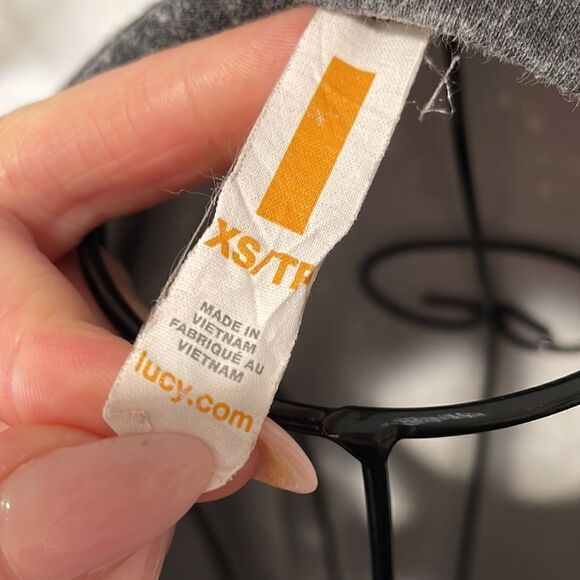 XS/TP
MADE IN
VIETNAM
FABRIQUÉ AU
VIETNAM
lucy.com